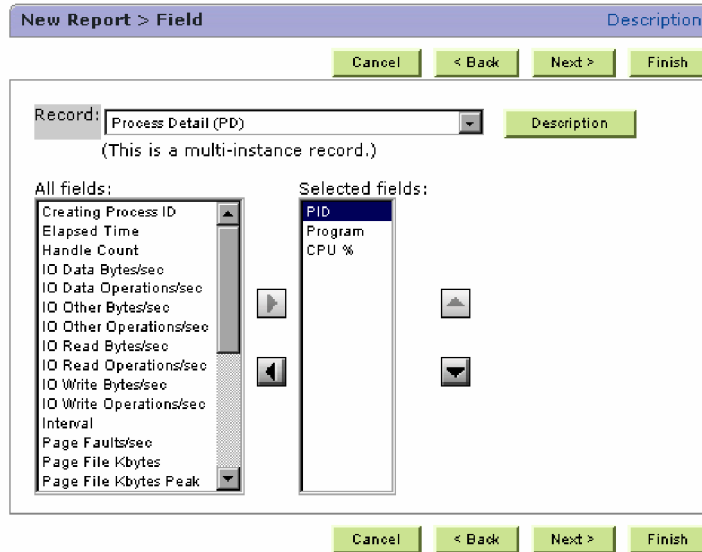 New Report > Field Description
Cancel < Back Next > Finish
Record: Process Detail (PD) Description
(This is a multi-instance record.)
All fields: Selected fields:
Creating Process ID
Elapsed Time
Handle Count
IO Data Bytes/sec
IO Data Operations/sec
IO Other Bytes/sec
IO Other Operations/sec
IO Read Bytes/sec
IO Read Operations/sec
IO Write Bytes/sec
IO Write Operations/sec
Interval
Page Faults/sec
Page File Kbytes
Page File Kbytes Peak
PID
Program
CPU %
Cancel < Back Next > Finish